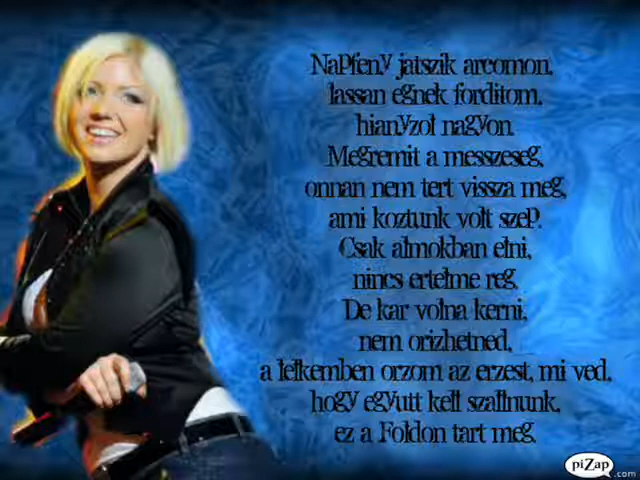 Napfeny jatszik arcomon,
lassan egnek forditom,
hianyzol nagyon.
Megremit a messzeseg,
onnan nem tert vissza meg,
ami koztunk volt szep.
Csak almokban elni,
nincs ertelme reg.
De kar volna kerni,
nem orizhetned,
a lelkemben orzom az erzest, mi ved,
hogy egyutt kell szallnunk,
ez a Foldon tart meg.
piZap
.com